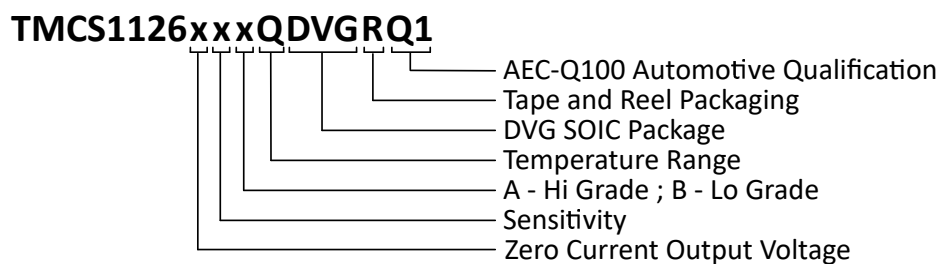 TMCS1126xxxQDVGRQ1
AEC-Q100 Automotive Qualification
Tape and Reel Packaging
DVG SOIC Package
Temperature Range
A - Hi Grade ; B - Lo Grade
Sensitivity
Zero Current Output Voltage